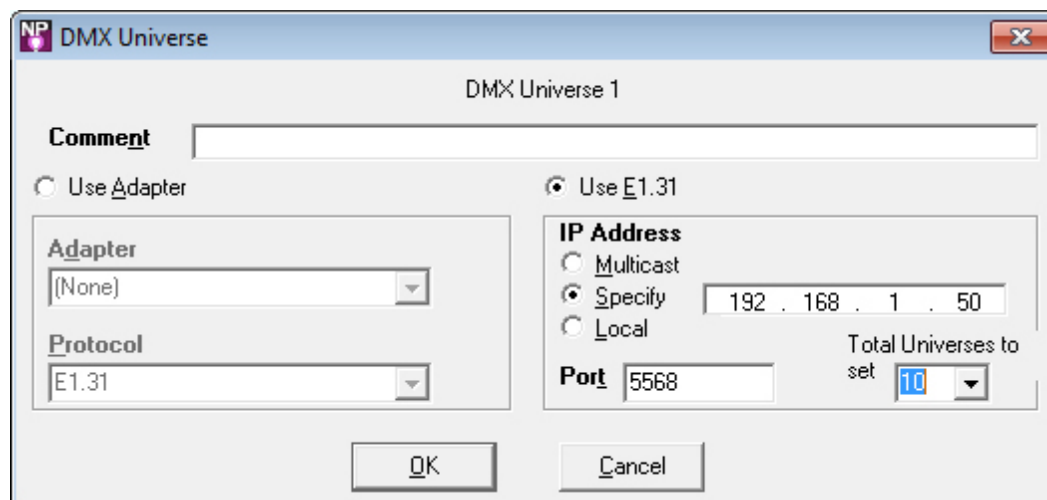 NP DMX Universe
DMX Universe 1
Comment
Use Adapter
Use E1.31
Adapter
(None)
Protocol
E1.31
IP Address
Multicast
Specify 192 . 168 . 1 . 50
Local
Port 5568
Total Universes to
set 10
OK
Cancel